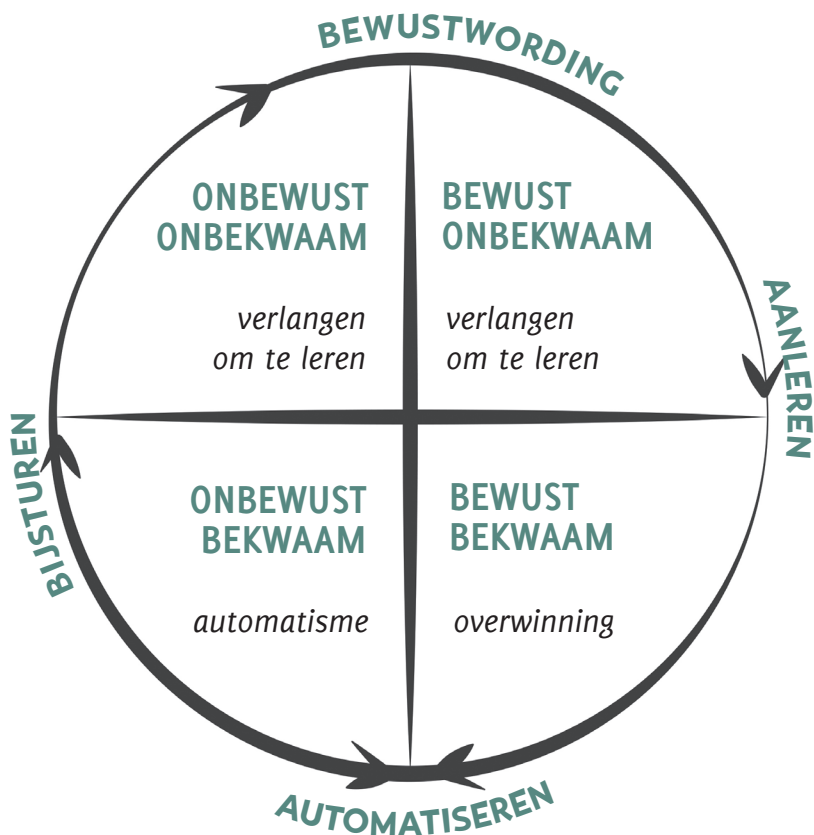 BEWUSTWORDING
ONBEWUST
ONBEKWAAM
verlangen
om te leren
BEWUST
ONBEKWAAM
verlangen
om te leren
AANLEREN
BIJSTUREN
ONBEWUST
BEKWAAM
automatisme
BEWUST
BEKWAAM
overwinning
AUTOMATISEREN